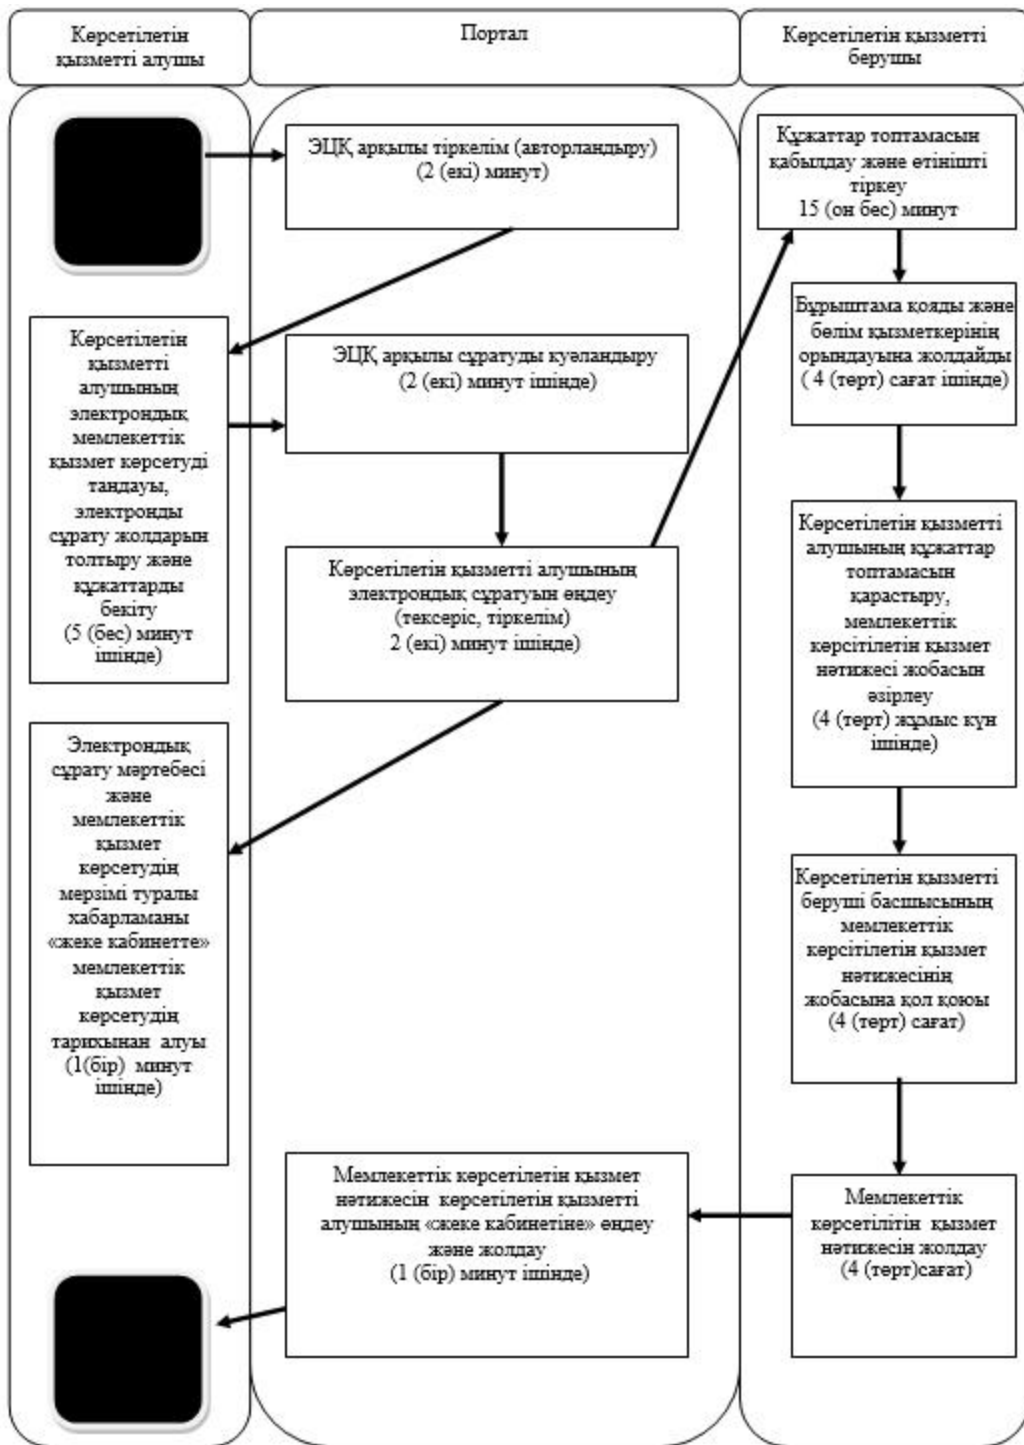 Көрсетілетін
қызметті алушы
Портал
Көрсетілетін қызметті
берушы
ЭЦҚ арқылы тіркелім (авторландыру)
(2 (екі) минут)
Құжаттар топтамасын
қабылдау және өтінішті
тіркеу
15 (он бес) минут
Көрсетілетін
қызметті
алушының
электрондық
мемлекеттік
қызмет көрсетуді
таңдауы,
электронды
сұрату жолдарын
толтыру және
құжаттарды
бекіту
(5 (бес) минут
ішінде)
ЭЦҚ арқылы сұратуды куәландыру
(2 (екі) минут ішінде)
Бұрыштама қояды және
бөлім қызметкерінің
орындауына жолдайды
( 4 (төрт) сағат ішінде)
Көрсетілетін қызметті алушының
электрондық сұратуын өңдеу
(тексеріс, тіркелім)
2 (екі) минут ішінде)
Көрсетілетін қызметті
алушының құжаттар
топтамасын
қарастыру,
мемлекеттік
көрсітілетін қызмет
нәтижесі жобасын
әзірлеу
(4 (төрт) жұмыс күн
ішінде)
Электрондық
сұрату мәртебесі
және
мемлекеттік
қызмет
көрсетудің
мерзімі туралы
хабарламаны
«жеке кабинетте»
мемлекеттік
қызмет
көрсетудің
тарихынан алуы
(1(бір) минут
ішінде)
Көрсетілетін қызметті
беруші басшысының
мемлекеттік
көрсітілетін қызмет
нәтижесінің
жобасына қол қоюы
(4 (төрт) сағат)
Мемлекеттік көрсетілетін қызмет
нәтижесін көрсетілетін қызметті
алушының «жеке кабинетіне» өңдеу
және жолдау
(1 (бір) минут ішінде)
Мемлекеттік
көрсетілітін қызмет
нәтижесін жолдау
(4 (төрт)сағат)